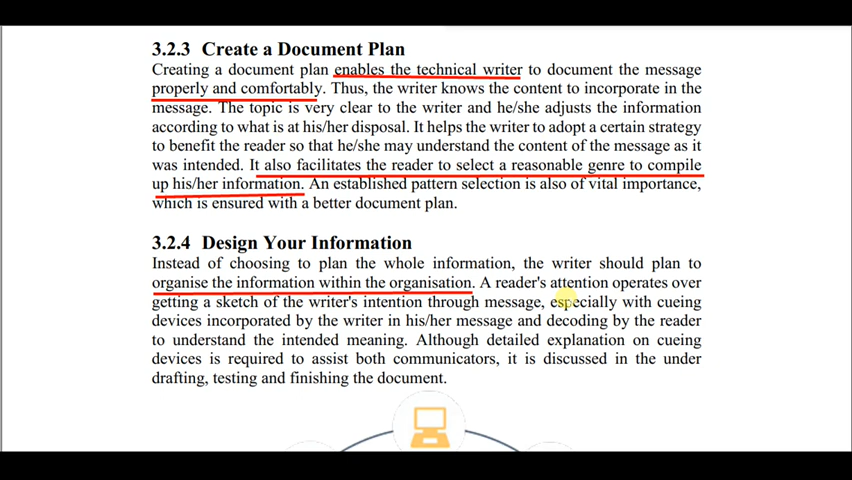 3.2.3 Create a Document Plan
Creating a document plan enables the technical writer to document the message
properly and comfortably. Thus, the writer knows the content to incorporate in the
message. The topic is very clear to the writer and he/she adjusts the information
according to what is at his/her disposal. It helps the writer to adopt a certain strategy
to benefit the reader so that he/she may understand the content of the message as it
was intended. It also facilitates the reader to select a reasonable genre to compile
up his/her information. An established pattern selection is also of vital importance,
which is ensured with a better document plan.
3.2.4 Design Your Information
Instead of choosing to plan the whole information, the writer should plan to
organise the information within the organisation. A reader's attention operates over
getting a sketch of the writer's intention through message, especially with cueing
devices incorporated by the writer in his/her message and decoding by the reader
to understand the intended meaning. Although detailed explanation on cueing
devices is required to assist both communicators, it is discussed in the under
drafting, testing and finishing the document.